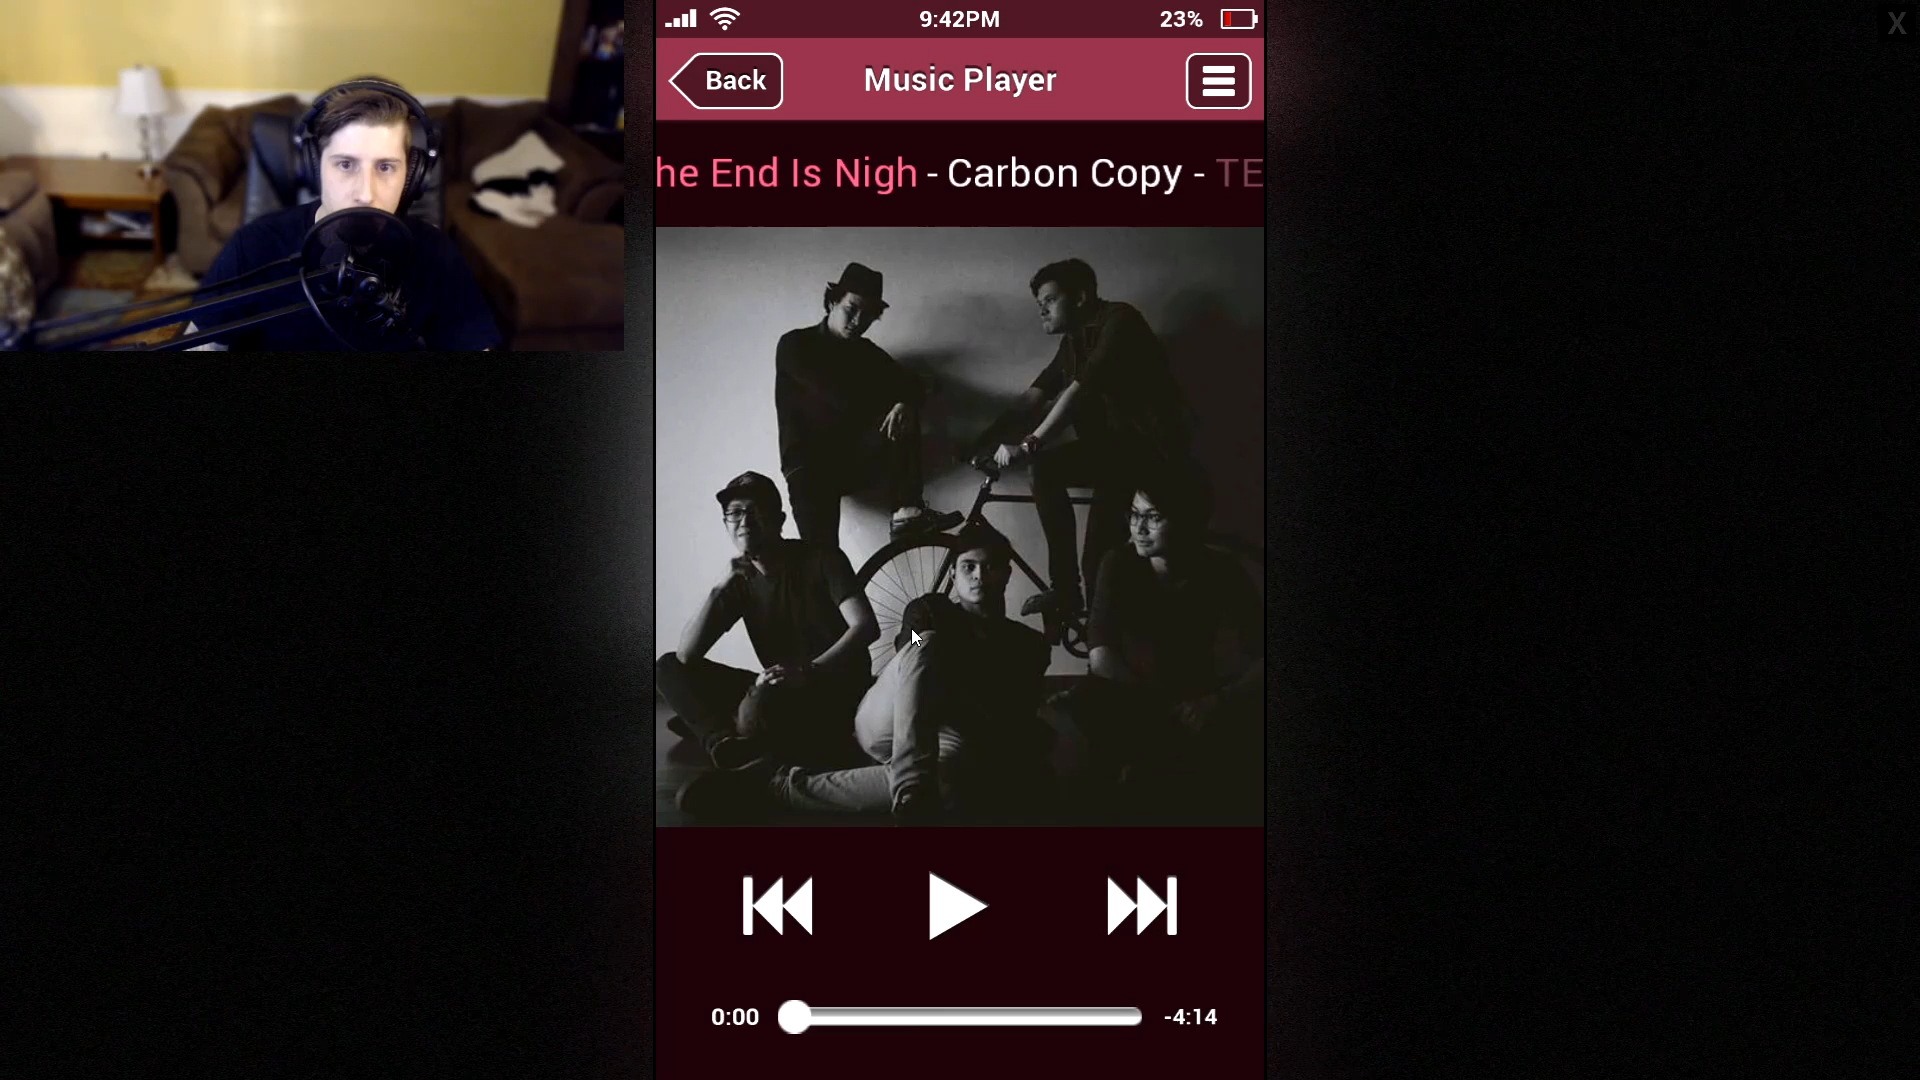 9:42PM
23%
X
Back
Music Player
he End Is Nigh - Carbon Copy - TE
0:00
-4:14